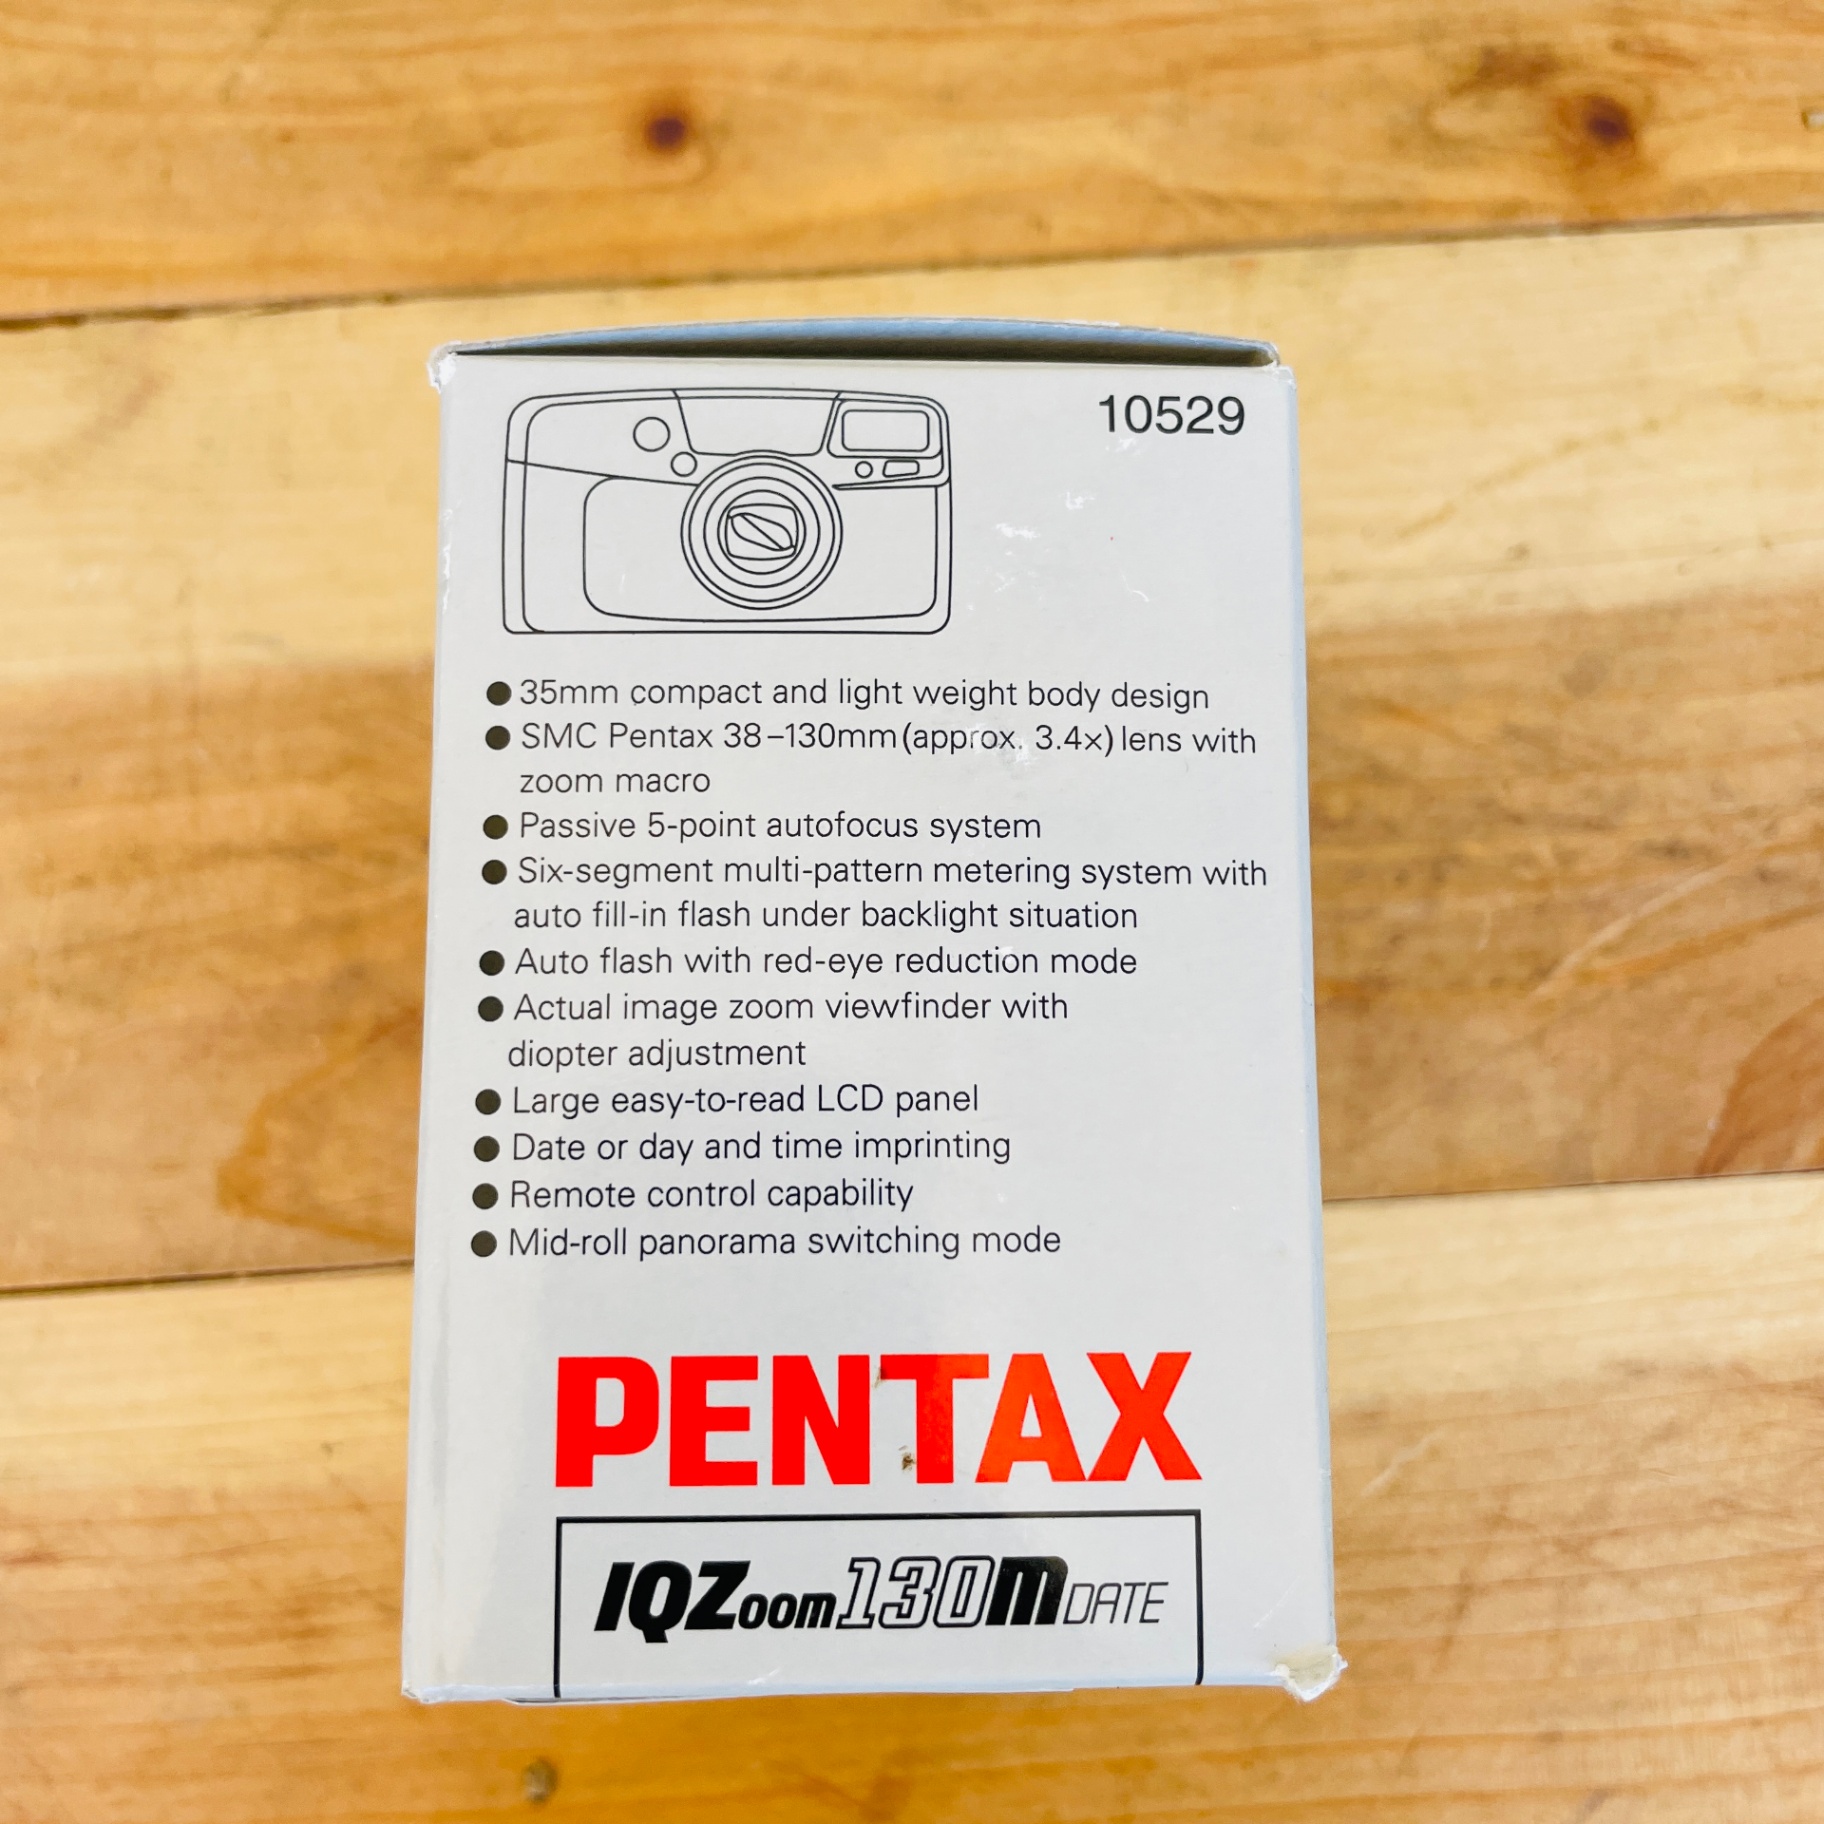 10529
● 35mm compact and light weight body design
● SMC Pentax 38–130mm (approx. 3.4×) lens with
zoom macro
● Passive 5-point autofocus system
● Six-segment multi-pattern metering system with
auto fill-in flash under backlight situation
● Auto flash with red-eye reduction mode
● Actual image zoom viewfinder with
diopter adjustment
● Large easy-to-read LCD panel
● Date or day and time imprinting
● Remote control capability
● Mid-roll panorama switching mode
PENTAX
IQZoom130M DATE